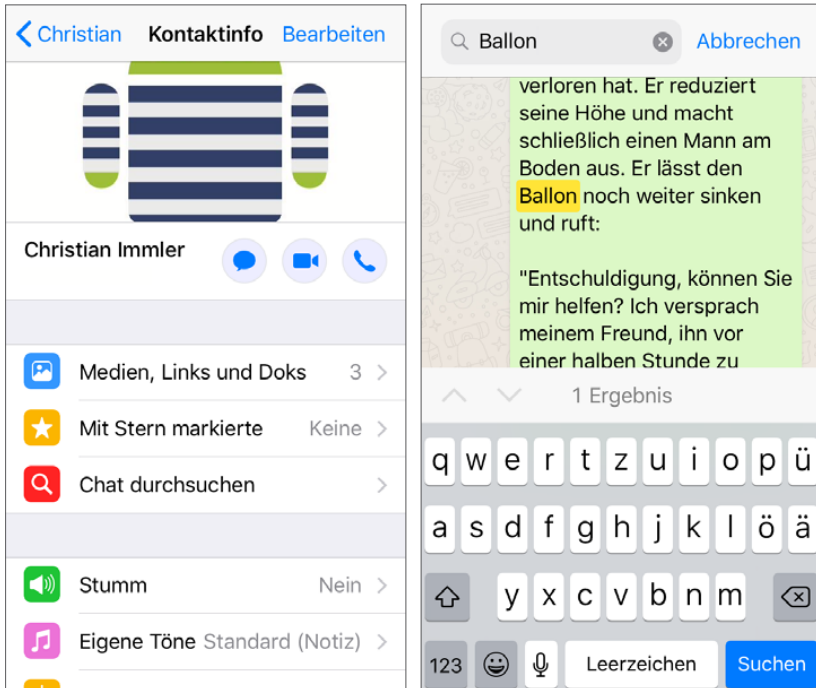 Christian Kontaktinfo Bearbeiten
Christian Immler
Medien, Links und Doks 3
Mit Stern markierte Keine
Chat durchsuchen
Stumm Nein
Eigene Töne Standard (Notiz)
Ballon Abbrechen
verloren hat. Er reduziert
seine Höhe und macht
schließlich einen Mann am
Boden aus. Er lässt den
Ballon noch weiter sinken
und ruft:
"Entschuldigung, können Sie
mir helfen? Ich versprach
meinem Freund, ihn vor
einer halben Stunde zu
1 Ergebnis
q w e r t z u i o p ü
a s d f g h j k l ö ä
y x c v b n m
123 Leerzeichen Suchen